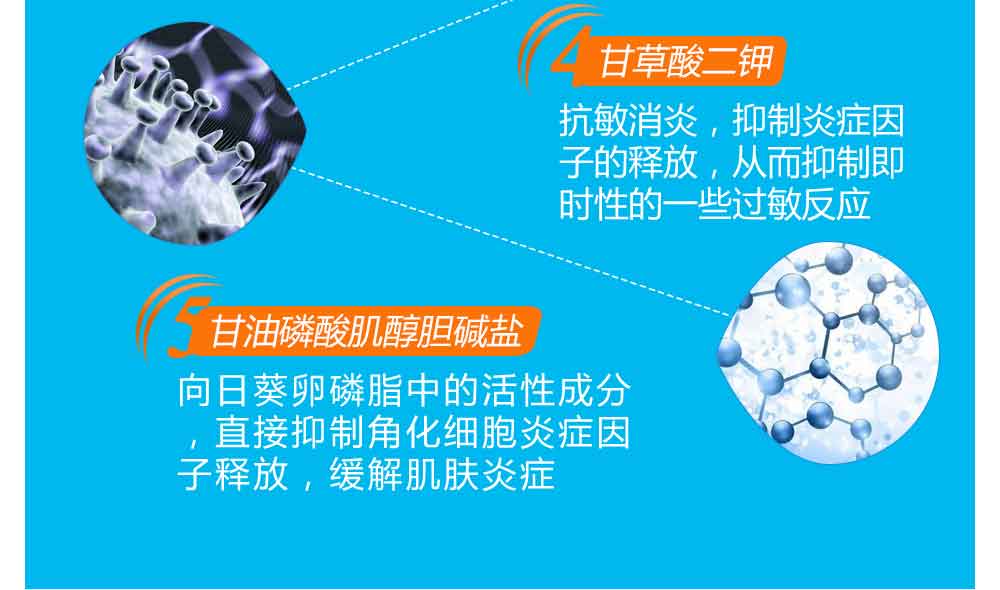 4 甘草酸二钾
抗敏消炎，抑制炎症因
子的释放，从而抑制即
时性的一些过敏反应
5 甘油磷酸肌醇胆碱盐
向日葵卵磷脂中的活性成分
，直接抑制角化细胞炎症因
子释放，缓解肌肤炎症